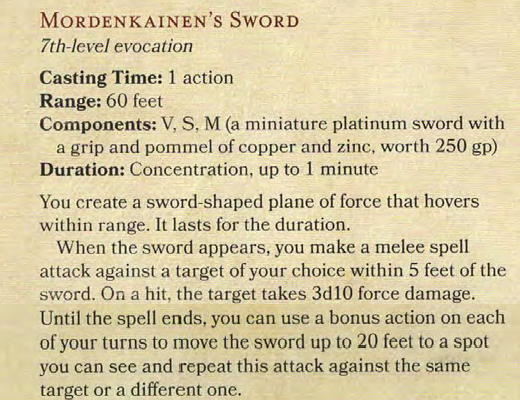 MORDENKAINEN'S SWORD
7th-level evocation
Casting Time: 1 action
Range: 60 feet
Components: V, S, M (a miniature platinum sword with
a grip and pommel of copper and zinc, worth 250 gp)
Duration: Concentration, up to 1 minute
You create a sword-shaped plane of force that hovers
within range. It lasts for the duration.
When the sword appears, you make a melee spell
attack against a target of your choice within 5 feet of the
sword. On a hit, the target takes 3d10 force damage.
Until the spell ends, you can use a bonus action on each
of your turns to move the sword up to 20 feet to a spot
you can see and repeat this attack against the same
target or a different one.